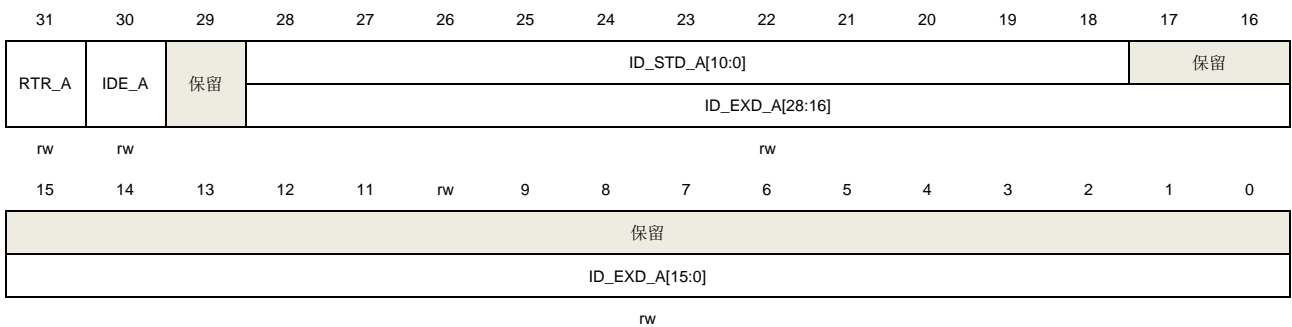 31 30 29 28 27 26 25 24 23 22 21 20 19 18 17 16
RTR_A IDE_A 保留 ID_STD_A[10:0] 保留
ID_EXD_A[28:16]
rw rw rw
15 14 13 12 11 rw 9 8 7 6 5 4 3 2 1 0
保留
ID_EXD_A[15:0]
rw